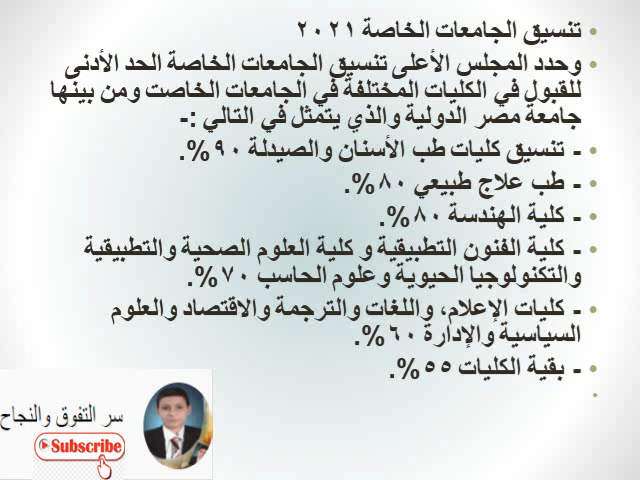 تنسيق الجامعات الخاصة ٢٠٢١
وحدد المجلس الأعلى تنسيق الجامعات الخاصة الحد الأدنى
للقبول في الكليات المختلفة في الجامعات الخاصت ومن بينها
جامعة مصر الدولية والذي يتمثل في التالي :-
- تنسيق كليات طب الأسنان والصيدلة ٩٠%.
- طب علاج طبيعي ٨٠%.
- كلية الهندسة ٨٠%.
- كلية الفنون التطبيقية و كلية العلوم الصحية والتطبيقية
والتكنولوجيا الحيوية وعلوم الحاسب ٧٠%.
- كليات الإعلام، واللغات والترجمة والاقتصاد والعلوم
السياسية والإدارة ٦٠%.
- بقية الكليات ٥٥%.
سر التفوق والنجاح
Subscribe